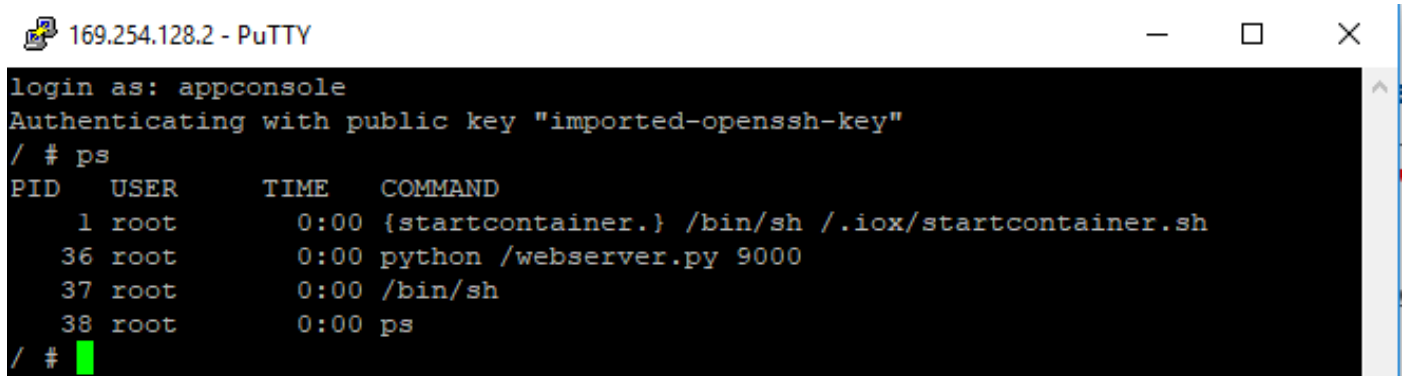 169.254.128.2 - PuTTY
login as: appconsole
Authenticating with public key "imported-openssh-key"
/ # ps
PID   USER       TIME   COMMAND
    1 root         0:00 {startcontainer.} /bin/sh /.iox/startcontainer.sh
   36 root         0:00 python /webserver.py 9000
   37 root         0:00 /bin/sh
   38 root         0:00 ps
/ #